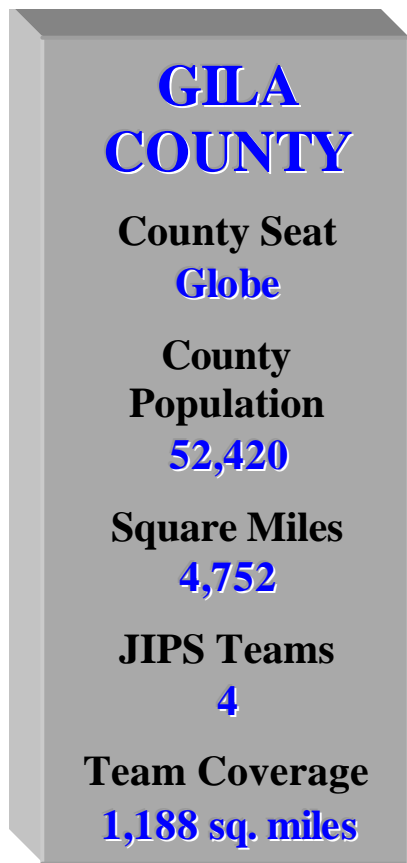 GILA
COUNTY
County Seat
Globe
County
Population
52,420
Square Miles
4,752
JIPS Teams
4
Team Coverage
1,188 sq. miles